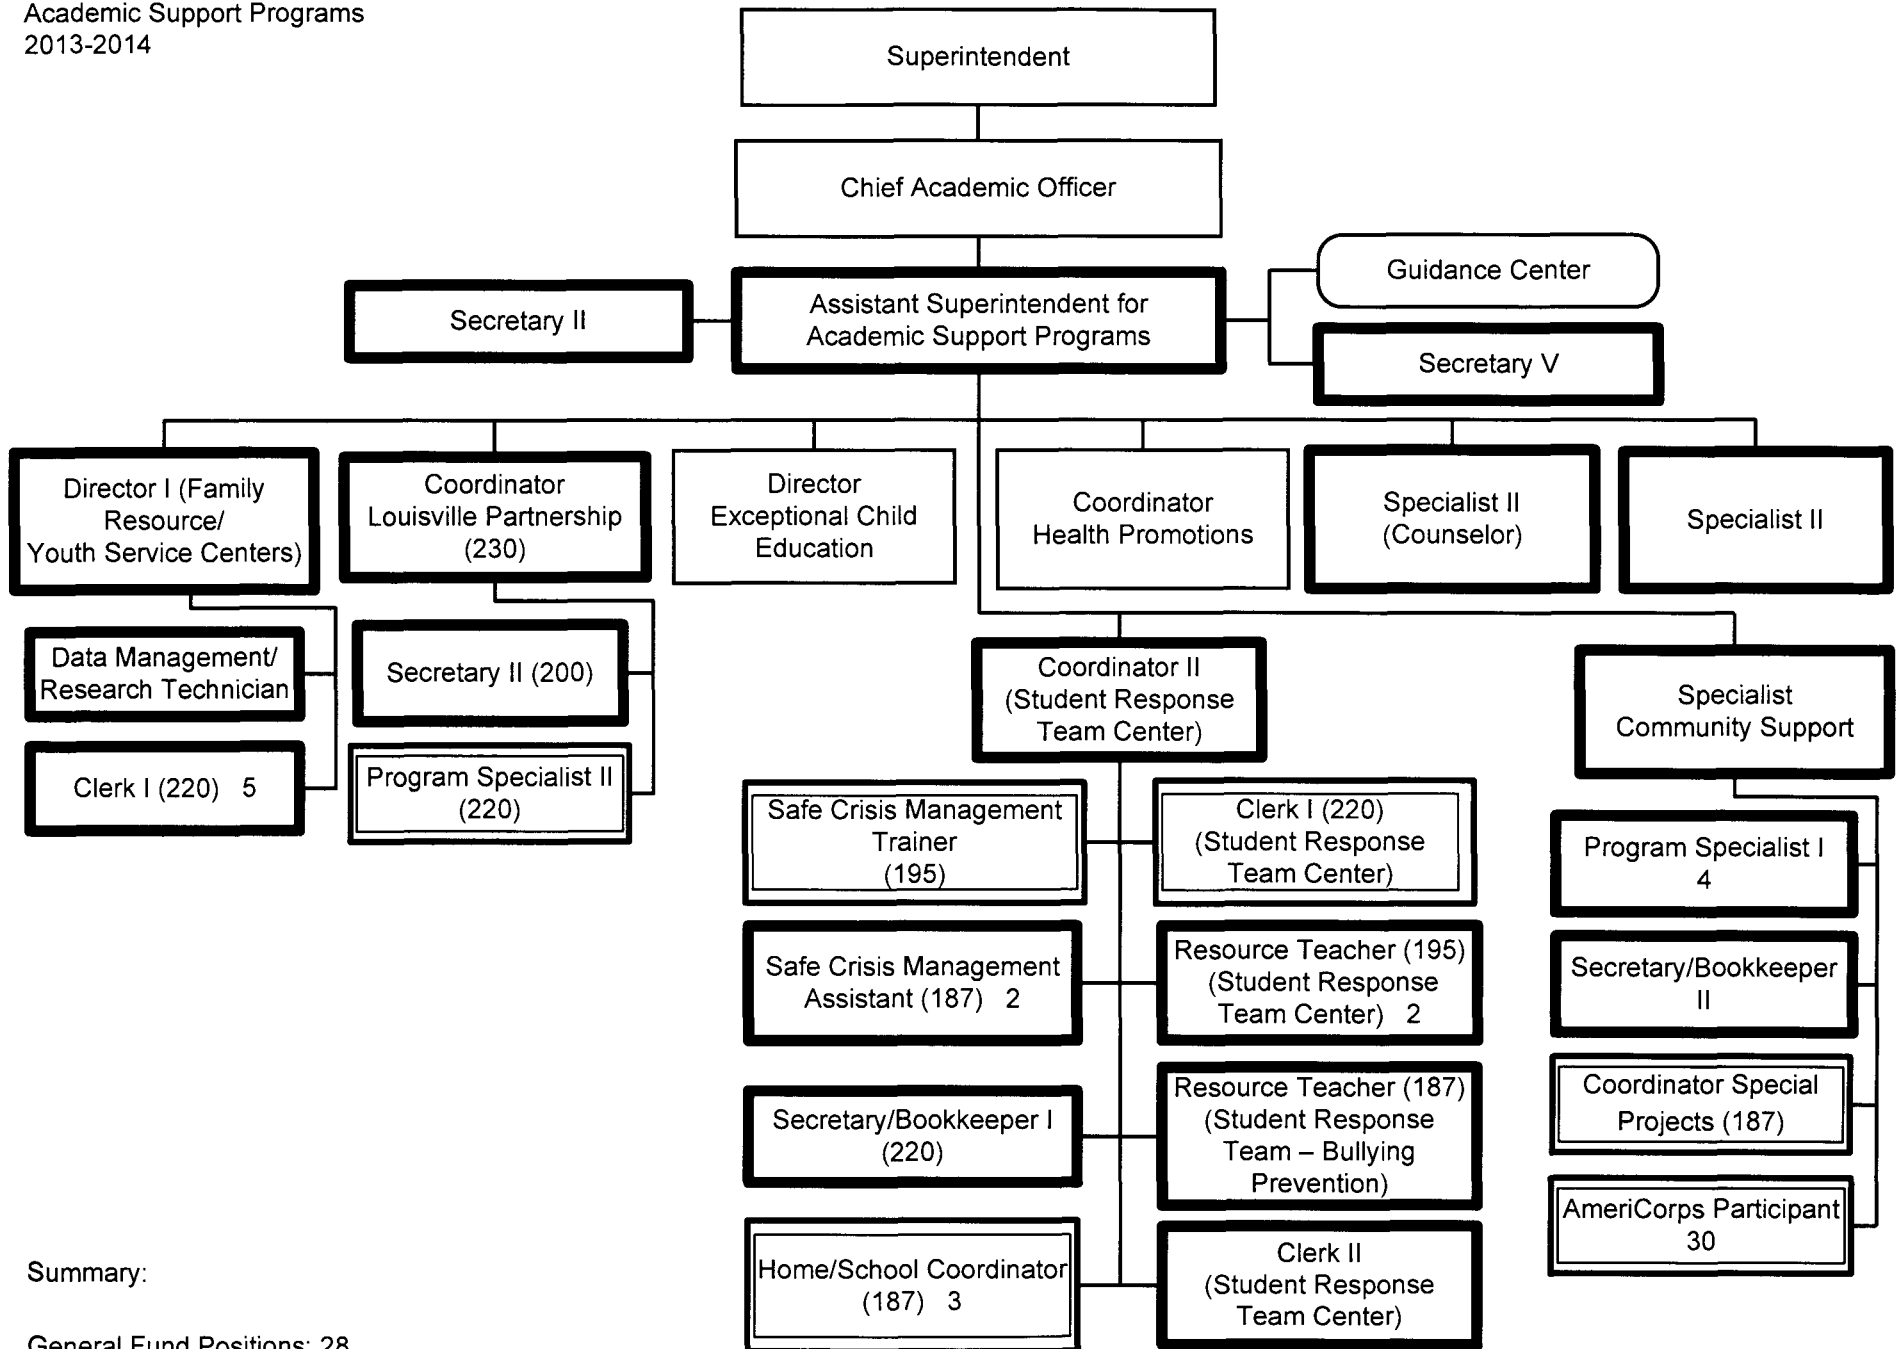 Academic Support Programs
2013-2014
Superintendent
Chief Academic Officer
Guidance Center
Secretary II
Assistant Superintendent for
Academic Support Programs
Secretary V
Director I (Family
Resource/
Youth Service Centers)
Coordinator
Louisville Partnership
(230)
Director
Exceptional Child
Education
Coordinator
Health Promotions
Specialist II
(Counselor)
Specialist II
Data Management/
Research Technician
Clerk I (220) 5
Secretary II (200)
Program Specialist II
(220)
Coordinator II
(Student Response
Team Center)
Safe Crisis Management
Trainer
(195)
Clerk I (220)
(Student Response
Team Center)
Safe Crisis Management
Assistant (187) 2
Resource Teacher (195)
(Student Response
Team Center) 2
Secretary/Bookkeeper I
(220)
Resource Teacher (187)
(Student Response
Team – Bullying
Prevention)
Home/School Coordinator
(187) 3
Clerk II
(Student Response
Team Center)
Specialist
Community Support
Program Specialist I
4
Secretary/Bookkeeper
II
Coordinator Special
Projects (187)
AmeriCorps Participant
30
Summary:
General Fund Positions: 28